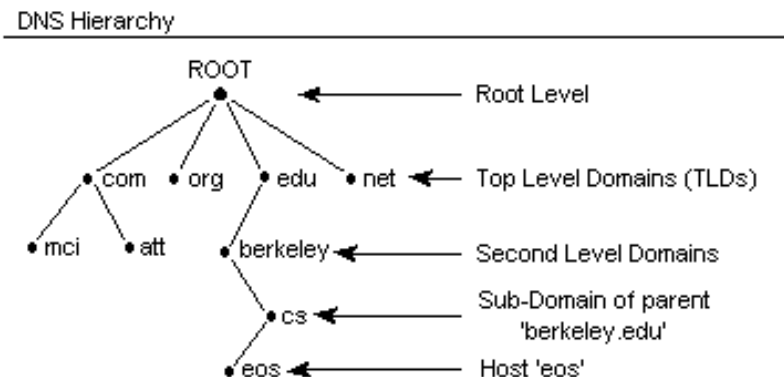 DNS Hierarchy
ROOT
Root Level
com org edu net Top Level Domains (TLDs)
mci att berkeley Second Level Domains
cs Sub-Domain of parent
'berkeley.edu'
eos Host 'eos'